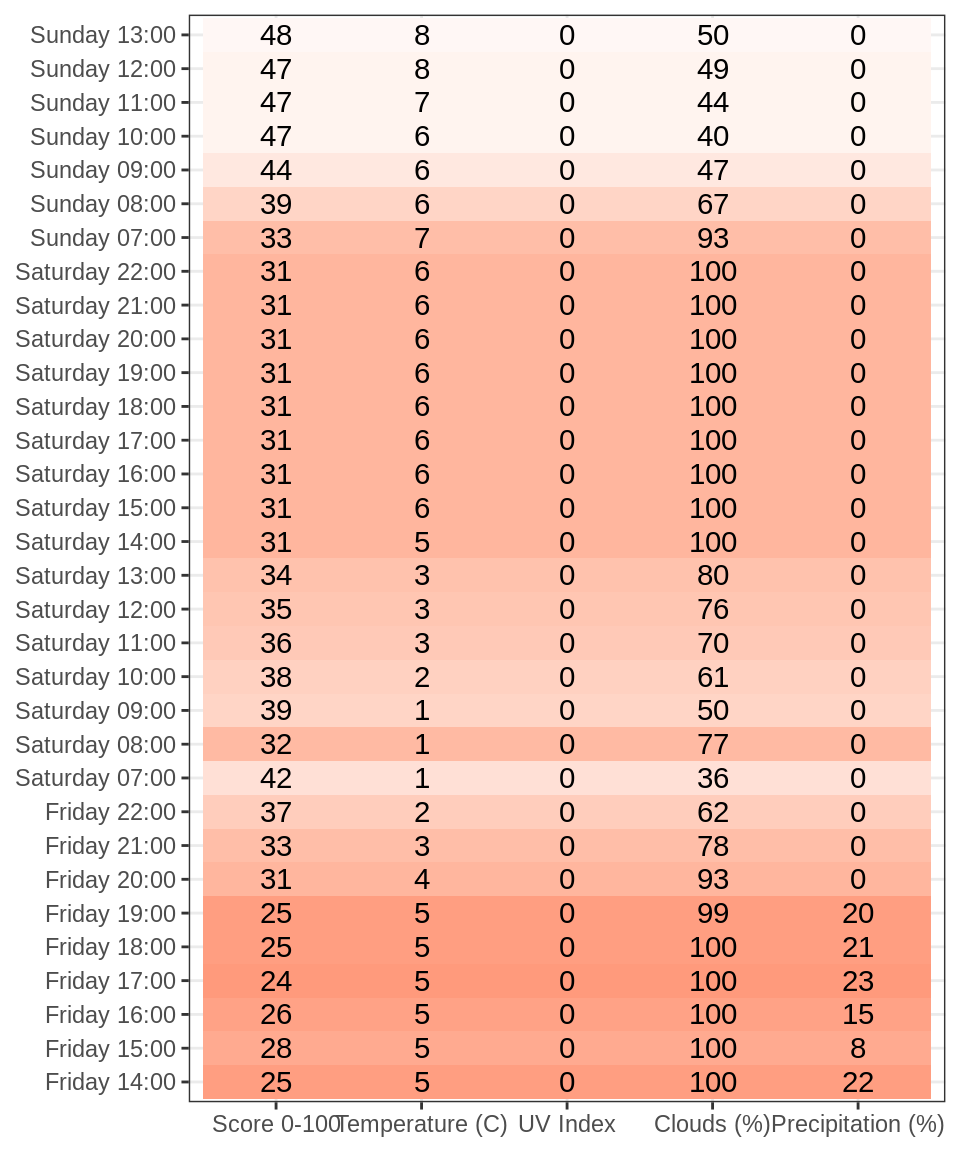 Sunday 13:00 48 8 0 50 0
Sunday 12:00 47 8 0 49 0
Sunday 11:00 47 7 0 44 0
Sunday 10:00 47 6 0 40 0
Sunday 09:00 44 6 0 47 0
Sunday 08:00 39 6 0 67 0
Sunday 07:00 33 7 0 93 0
Saturday 22:00 31 6 0 100 0
Saturday 21:00 31 6 0 100 0
Saturday 20:00 31 6 0 100 0
Saturday 19:00 31 6 0 100 0
Saturday 18:00 31 6 0 100 0
Saturday 17:00 31 6 0 100 0
Saturday 16:00 31 6 0 100 0
Saturday 15:00 31 6 0 100 0
Saturday 14:00 31 5 0 100 0
Saturday 13:00 34 3 0 80 0
Saturday 12:00 35 3 0 76 0
Saturday 11:00 36 3 0 70 0
Saturday 10:00 38 2 0 61 0
Saturday 09:00 39 1 0 50 0
Saturday 08:00 32 1 0 77 0
Saturday 07:00 42 1 0 36 0
Friday 22:00 37 2 0 62 0
Friday 21:00 33 3 0 78 0
Friday 20:00 31 4 0 93 0
Friday 19:00 25 5 0 99 20
Friday 18:00 25 5 0 100 21
Friday 17:00 24 5 0 100 23
Friday 16:00 26 5 0 100 15
Friday 15:00 28 5 0 100 8
Friday 14:00 25 5 0 100 22
Score 0-100 Temperature (C) UV Index Clouds (%) Precipitation (%)